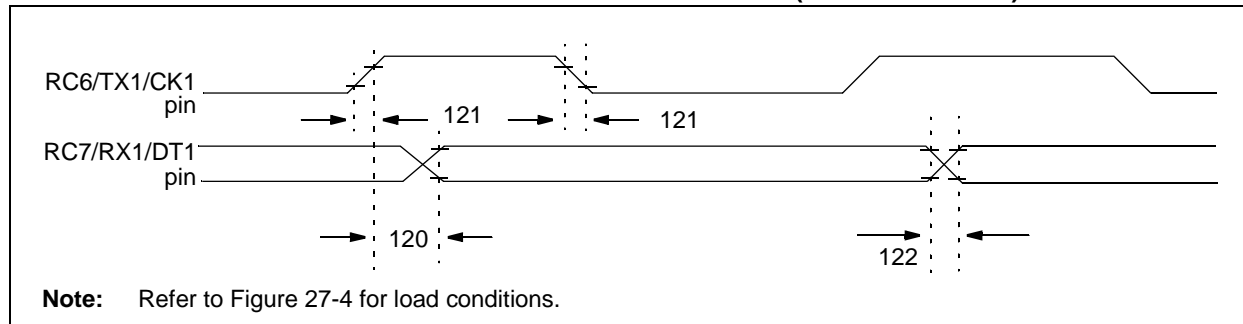 RC6/TX1/CK1
pin
121
121
RC7/RX1/DT1
pin
120
122
Note: Refer to Figure 27-4 for load conditions.